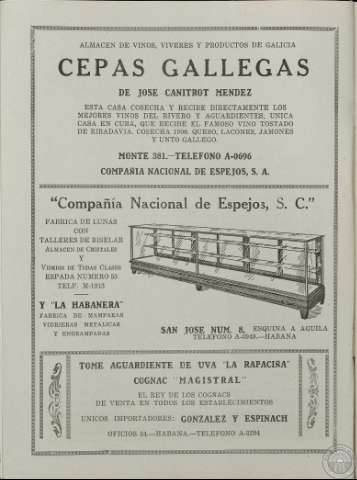 ALMACEN DE VINOS, VIVERES Y PRODUCTOS DE GALICIA
CEPAS GALLEGAS
DE JOSE CANITROT MENDEZ
ESTA CASA COSECHA Y RECIBE DIRECTAMENTE LOS
MEJORES VINOS DEL RIVERO Y AGUARDIENTES, UNICA
CASA EN CUBA, QUE RECIBE EL FAMOSO VINO TOSTADO
DE RIBADAVIA. COSECHA 1906. QUESO, LACONES, JAMONES
Y UNTO GALLEGO.
MONTE 381.—TELEFONO A-0696
COMPAÑIA NACIONAL DE ESPEJOS, S. A.
"Compañía Nacional de Espejos, S. C."
FABRICA DE LUNAS
CON
TALLERES DE BISELAR
ALMACEN DE CRISTALES
Y
VIDRIOS DE TODAS CLASES
ESPADA NUMERO 53
TELF. M-1913
Y "LA HABANERA"
FABRICA DE MAMPARAS
VIDRIERAS METALICAS
Y ENGRAMPADAS
SAN JOSE NUM. 8, ESQUINA A AGUILA
TELEFONO A-4943.—HABANA
TOME AGUARDIENTE DE UVA "LA RAPACIÑA"
COGNAC "MAGISTRAL"
EL REY DE LOS COGNACS
DE VENTA EN TODOS LOS ESTABLECIMIENTOS
UNICOS IMPORTADORES: GONZALEZ Y ESPINACH
OFICIOS 54.—HABANA.—TELEFONO A-3294